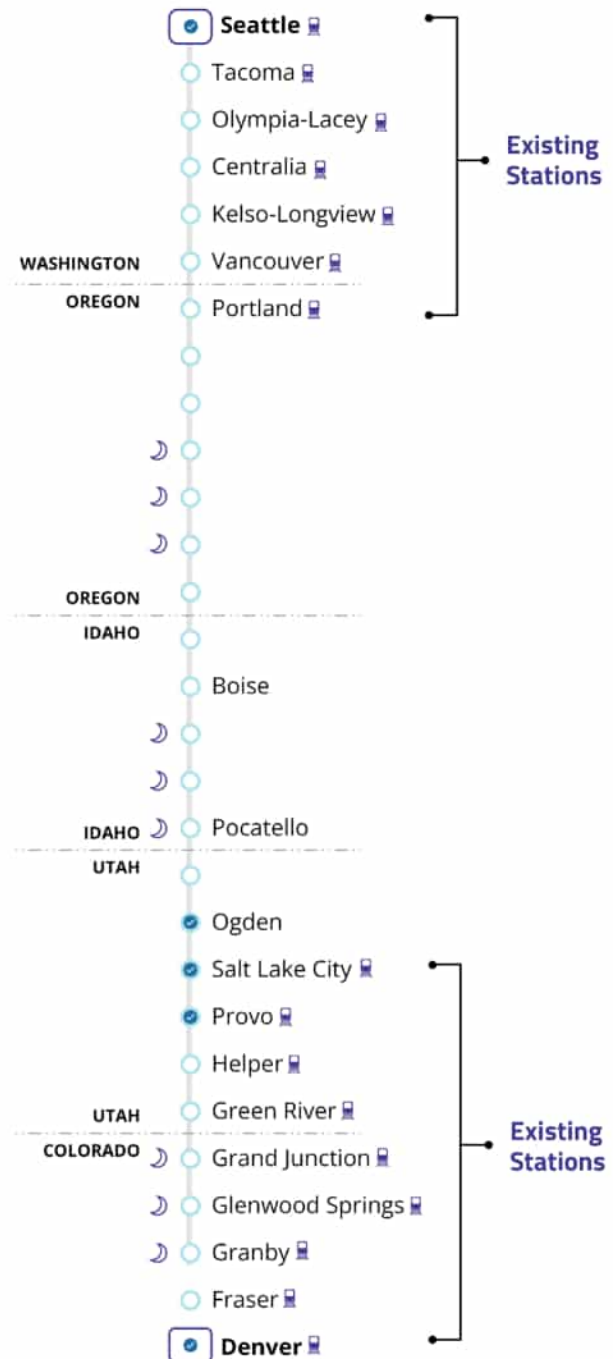 Seattle
Tacoma
Olympia-Lacey
Centralia
Kelso-Longview
Existing
Stations
WASHINGTON
Vancouver
OREGON
Portland
OREGON
IDAHO
Boise
IDAHO
Pocatello
UTAH
Ogden
Salt Lake City
Provo
Helper
UTAH
Green River
COLORADO
Grand Junction
Existing
Stations
Glenwood Springs
Granby
Fraser
Denver